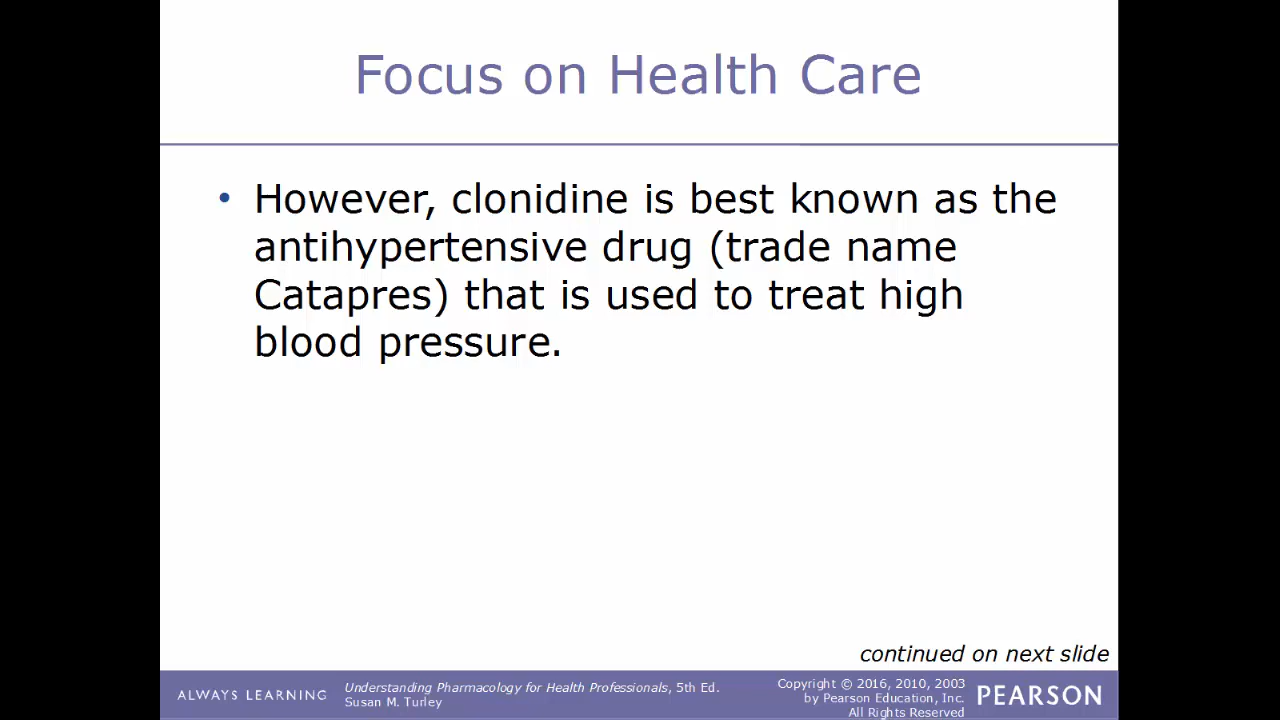 Focus on Health Care
• However, clonidine is best known as the
antihypertensive drug (trade name
Catapres) that is used to treat high
blood pressure.
continued on next slide
ALWAYS LEARNING
Understanding Pharmacology for Health Professionals, 5th Ed.
Susan M. Turley
Copyright © 2016, 2010, 2003
by Pearson Education, Inc.
All Rights Reserved
PEARSON